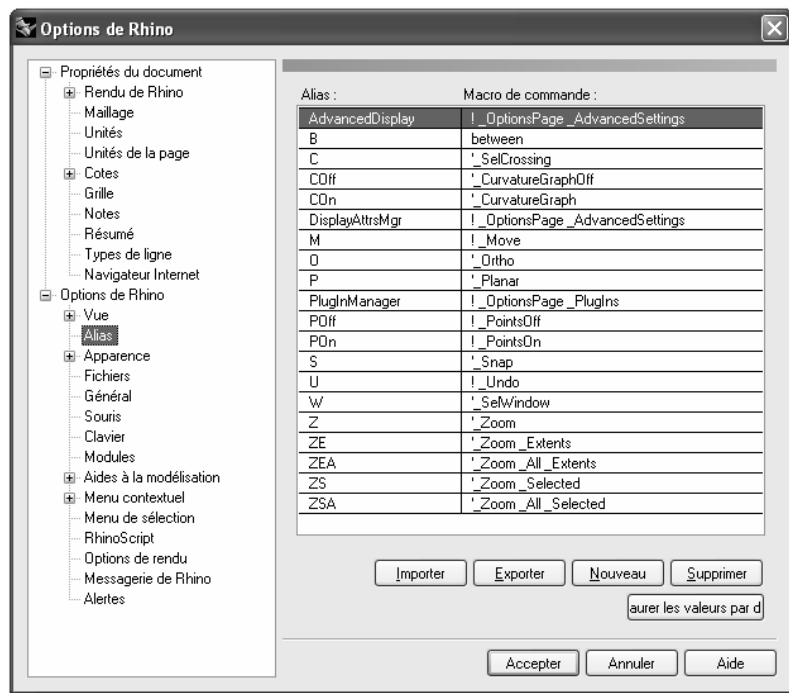 Options de Rhino
Propriétés du document
Rendu de Rhino
Maillage
Unités
Unités de la page
Cotes
Grille
Notes
Résumé
Types de ligne
Navigateur Internet
Options de Rhino
Vue
Alias
Apparence
Fichiers
Général
Souris
Clavier
Modules
Aides à la modélisation
Menu contextuel
Menu de sélection
RhinoScript
Options de rendu
Messagerie de Rhino
Alertes
Alias : Macro de commande :
AdvancedDisplay ! _OptionsPage _AdvancedSettings
B between
C '_SelCrossing
COff '_CurvatureGraphOff
COn '_CurvatureGraph
DisplayAttrsMgr ! _OptionsPage _AdvancedSettings
M ! _Move
O '_Ortho
P '_Planar
PlugInManager ! _OptionsPage _PlugIns
POff ! _PointsOff
POn ! _PointsOn
S '_Snap
U ! _Undo
W '_SelWindow
Z '_Zoom
ZE '_Zoom _Extents
ZEA '_Zoom _All _Extents
ZS '_Zoom _Selected
ZSA '_Zoom _All _Selected
Importer Exporter Nouveau Supprimer
aurer les valeurs par d
Accepter Annuler Aide